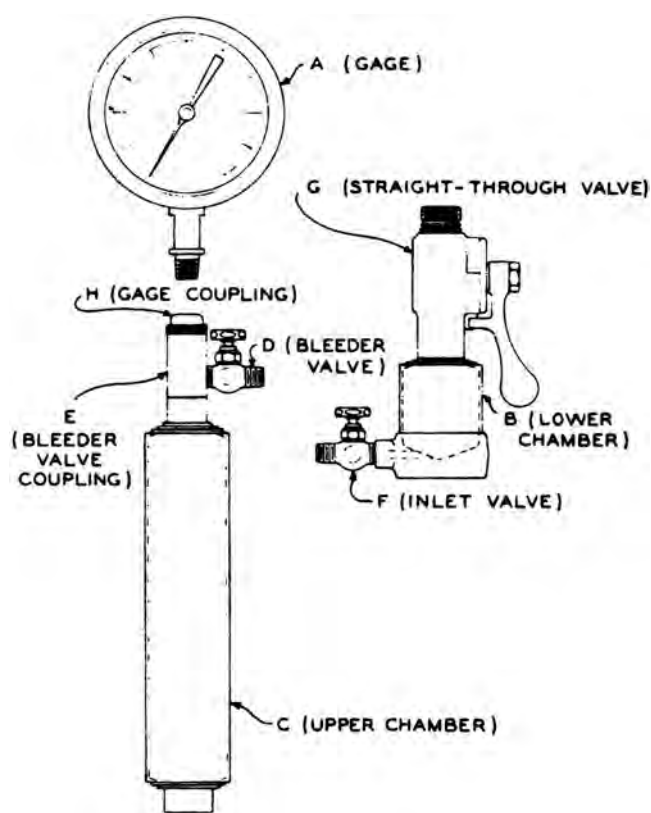 A (GAGE)
G (STRAIGHT-THROUGH VALVE)
H (GAGE COUPLING)
D (BLEEDER
VALVE)
E
(BLEEDER
VALVE
COUPLING)
B (LOWER
CHAMBER)
F (INLET VALVE)
C (UPPER CHAMBER)